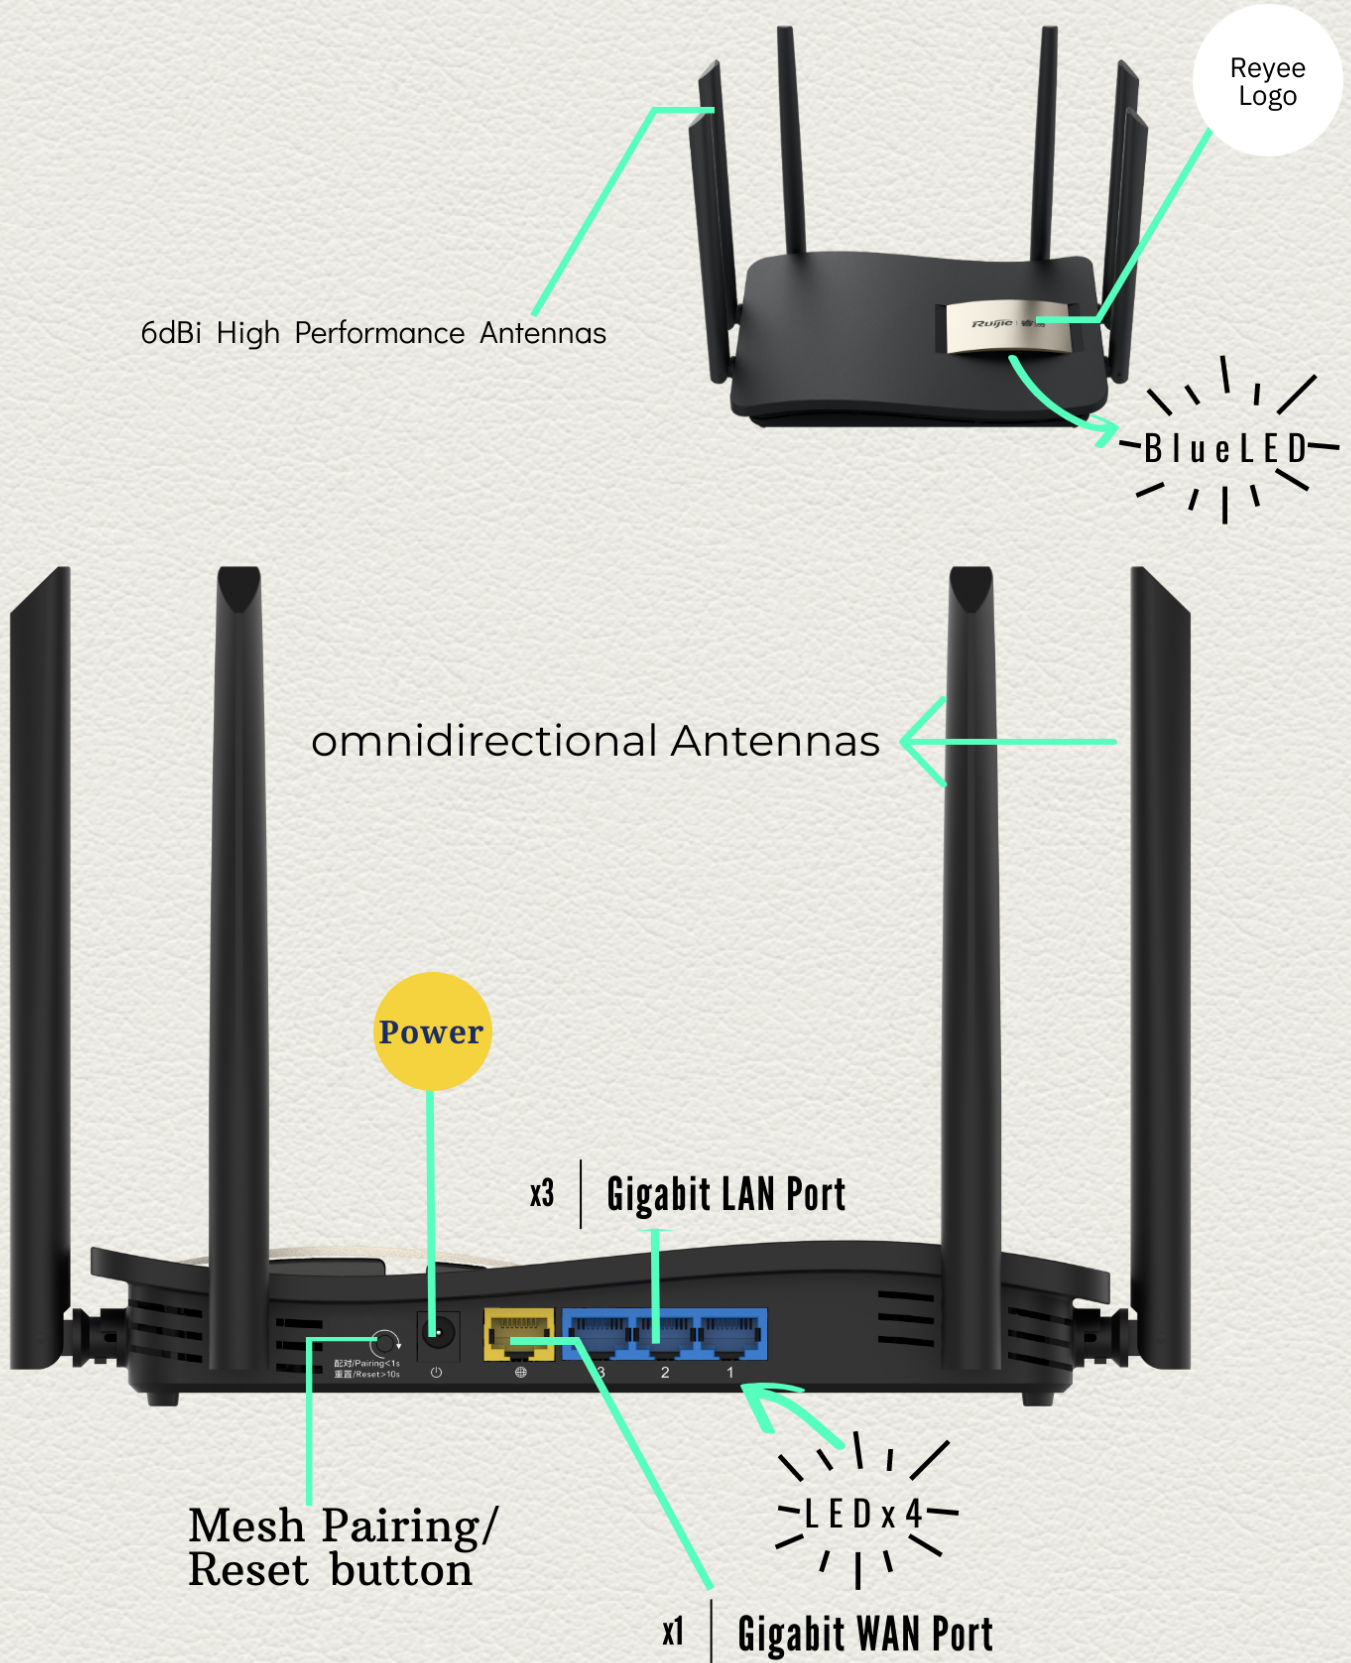 Reyee
Logo
6dBi High Performance Antennas
Ruijie
BlueLED
omnidirectional Antennas
Power
x3 | Gigabit LAN Port
配对/Pairing<1s
重置/Reset>10s
3 2 1
LEDx4
Mesh Pairing/
Reset button
x1 | Gigabit WAN Port